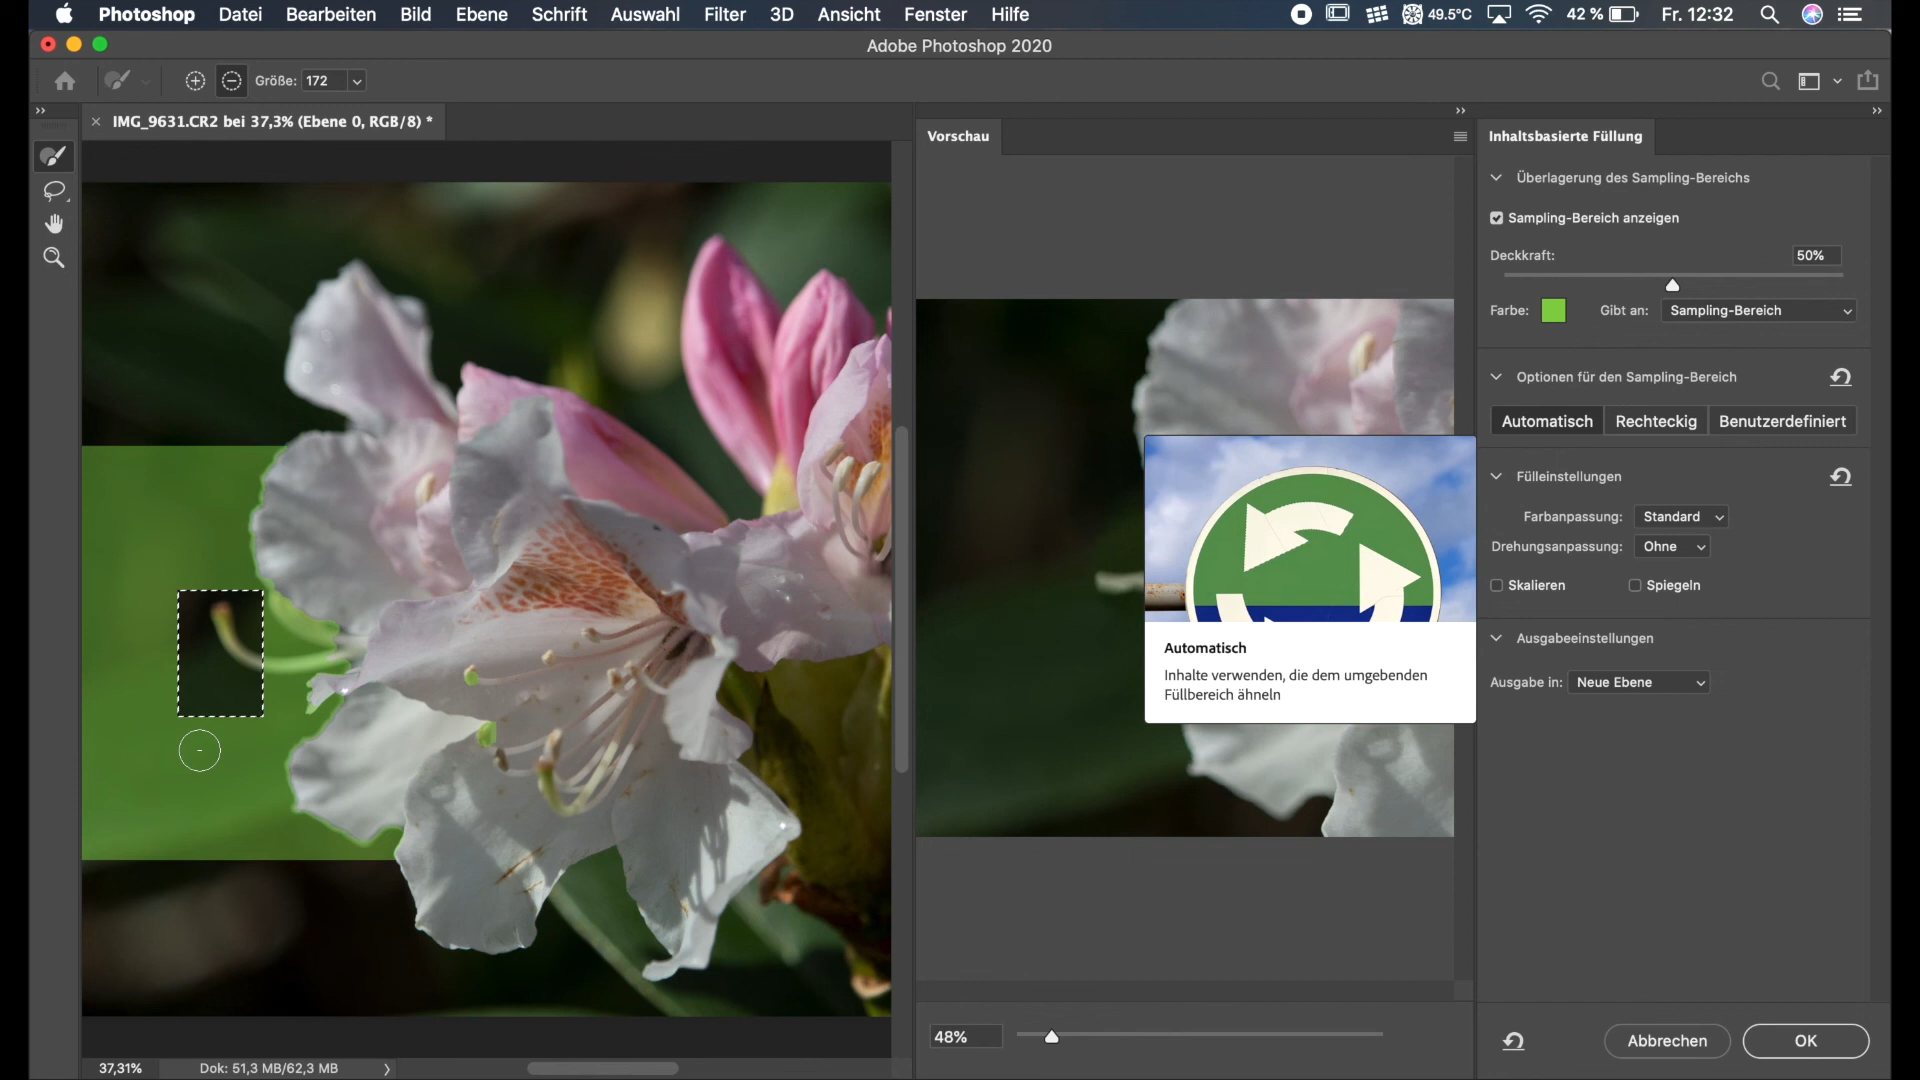 Photoshop Datei Bearbeiten Bild Ebene Schrift Auswahl Filter 3D Ansicht Fenster Hilfe 49.5°C 42 % Fr. 12:32
Adobe Photoshop 2020
Größe: 172
IMG_9631.CR2 bei 37,3% (Ebene 0, RGB/8) *
Vorschau
Inhaltsbasierte Füllung
Überlagerung des Sampling-Bereichs
Sampling-Bereich anzeigen
Deckkraft: 50%
Farbe: Gibt an: Sampling-Bereich
Optionen für den Sampling-Bereich
Automatisch Rechteckig Benutzerdefiniert
Fülleinstellungen
Farbanpassung: Standard
Drehungsanpassung: Ohne
Skalieren Spiegeln
Ausgabeeinstellungen
Ausgabe in: Neue Ebene
Automatisch
Inhalte verwenden, die dem umgebenden
Füllbereich ähneln
48%
Abbrechen OK
37,31% Dok: 51,3 MB/62,3 MB